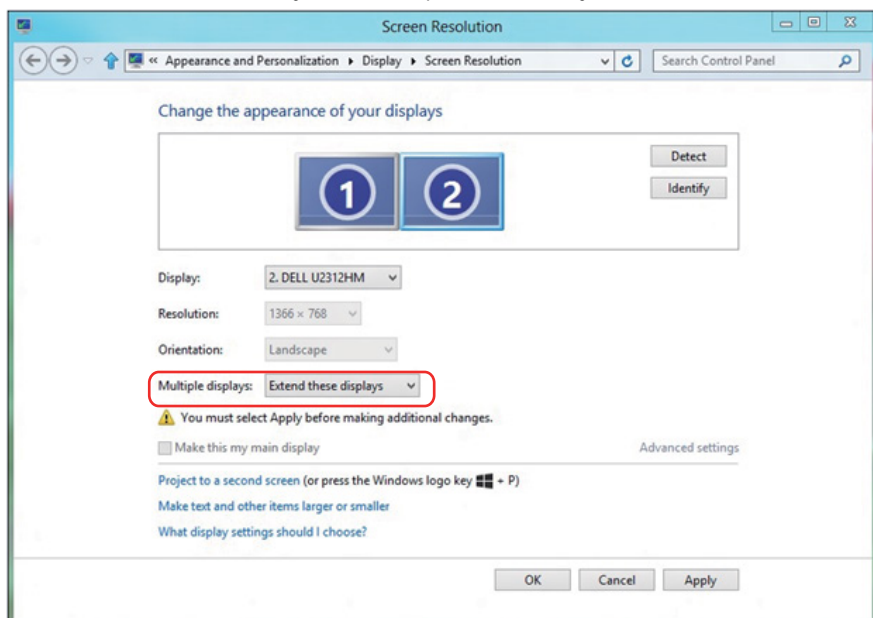 Screen Resolution
« Appearance and Personalization ▸ Display ▸ Screen Resolution
Search Control Panel
Change the appearance of your displays
1
2
Detect
Identify
Display: 2. DELL U2312HM
Resolution: 1366 × 768
Orientation: Landscape
Multiple displays: Extend these displays
You must select Apply before making additional changes.
Make this my main display
Advanced settings
Project to a second screen (or press the Windows logo key + P)
Make text and other items larger or smaller
What display settings should I choose?
OK Cancel Apply